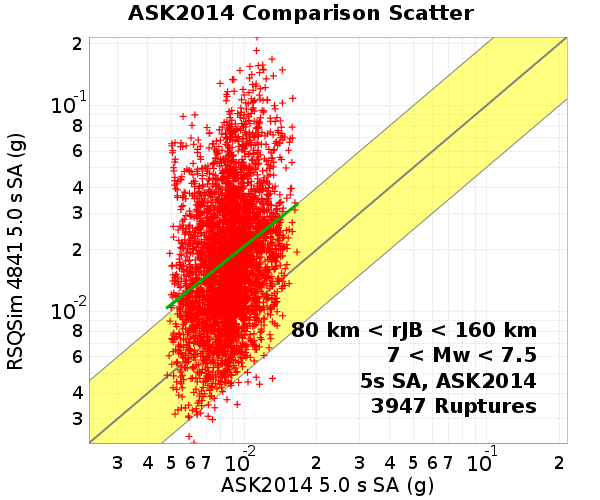 ASK2014 Comparison Scatter
RSQSim 4841 5.0 s SA (g)
2
10-1
8
6
4
3
2
10-2
8
6
4
3
80 km < rJB < 160 km
7 < Mw < 7.5
5s SA, ASK2014
3947 Ruptures
3 4 5 6 7 10-2 2 3 4 5 6 7 10-1 2
ASK2014 5.0 s SA (g)